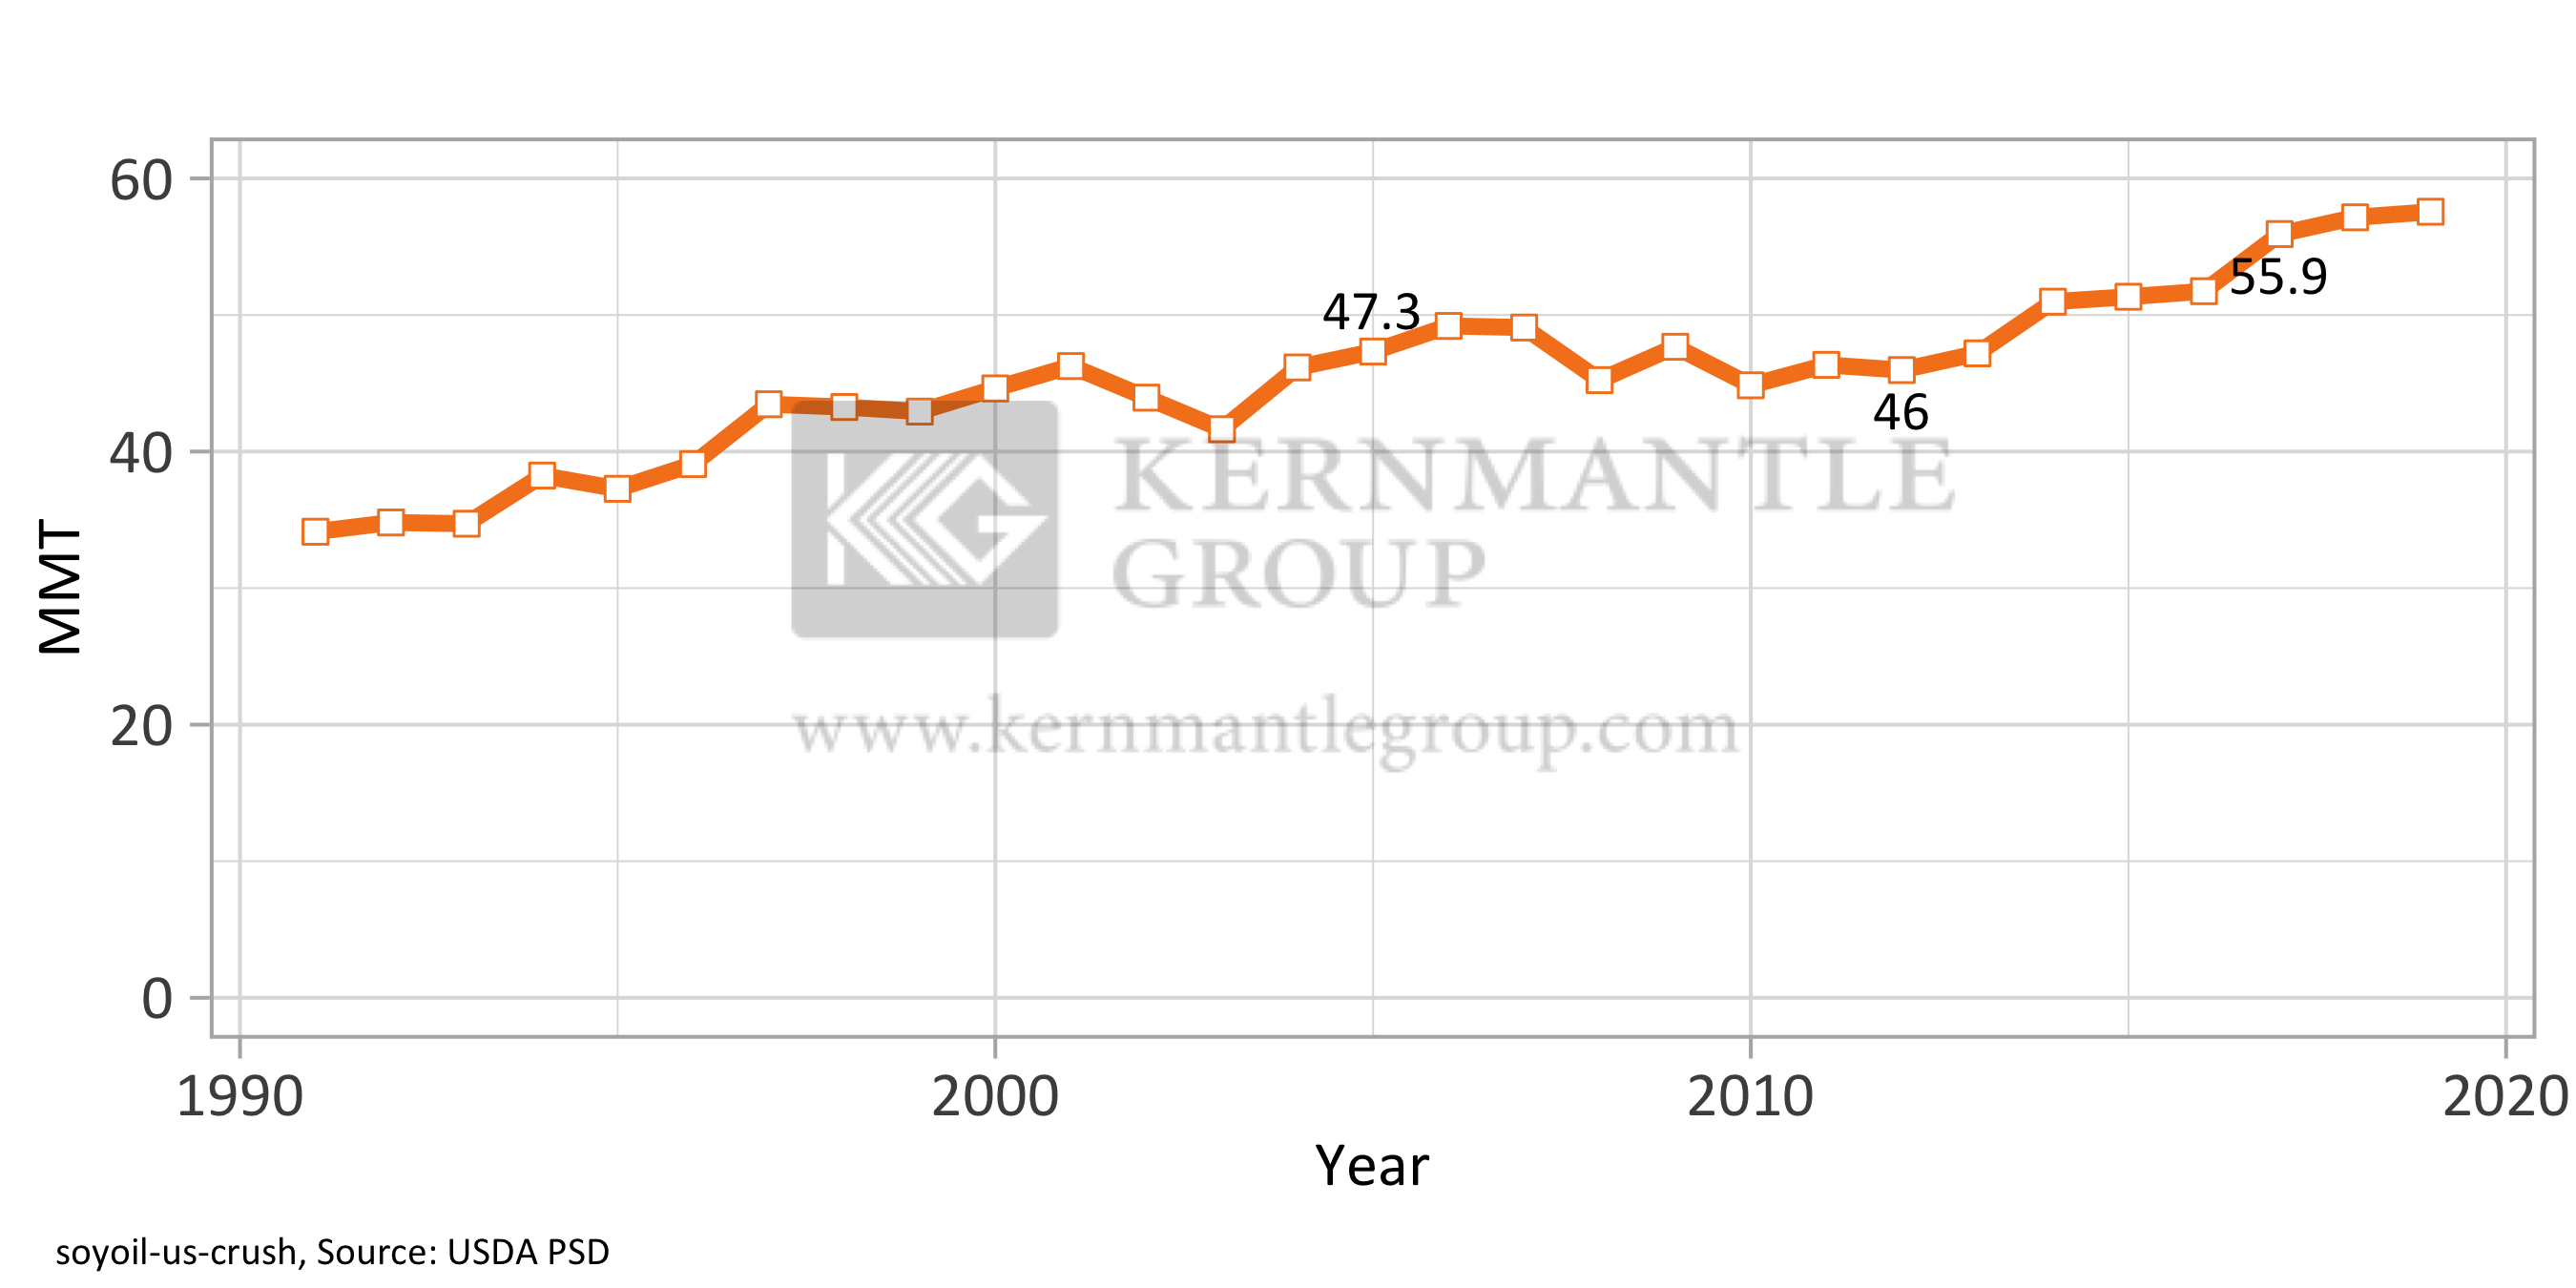 60
47.3
55.9
46
40
KERNMANTLE
GROUP
KG
MMT
www.kernmantlegroup.com
20
0
1990 2000 2010 2020
Year
soyoil-us-crush, Source: USDA PSD